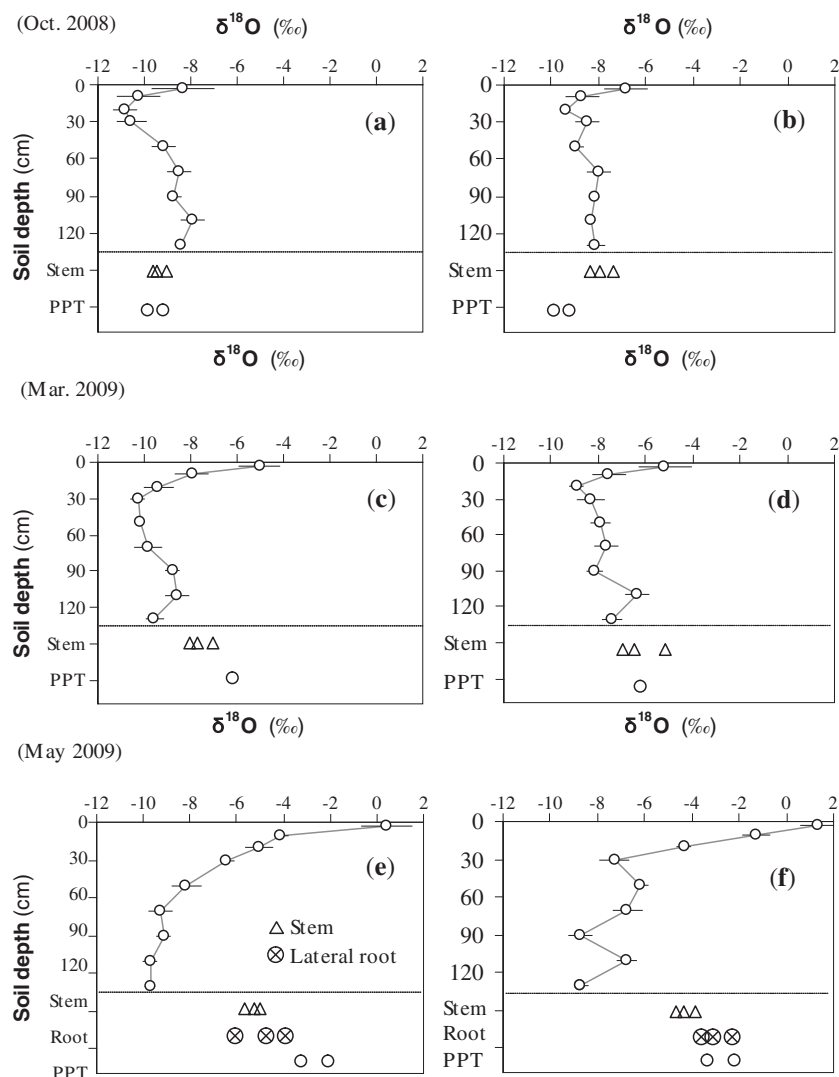 (Oct. 2008)
δ18O (‰) δ18O (‰)
-12 -10 -8 -6 -4 -2 0 2 -12 -10 -8 -6 -4 -2 0 2
0 0
30 (a) 30 (b)
60 60
90 90
120 120
Soil depth (cm)
Stem Stem
PPT PPT
δ18O (‰) δ18O (‰)
(Mar. 2009)
-12 -10 -8 -6 -4 -2 0 2 -12 -10 -8 -6 -4 -2 0 2
0 0
30 (c) 30 (d)
60 60
90 90
120 120
Soil depth (cm)
Stem Stem
PPT PPT
δ18O (‰) δ18O (‰)
(May 2009)
-12 -10 -8 -6 -4 -2 0 2 -12 -10 -8 -6 -4 -2 0 2
0 0
30 (e) 30 (f)
60 60
90 90
120 120
Soil depth (cm)
Stem
Lateral root
Stem Stem
Root Root
PPT PPT